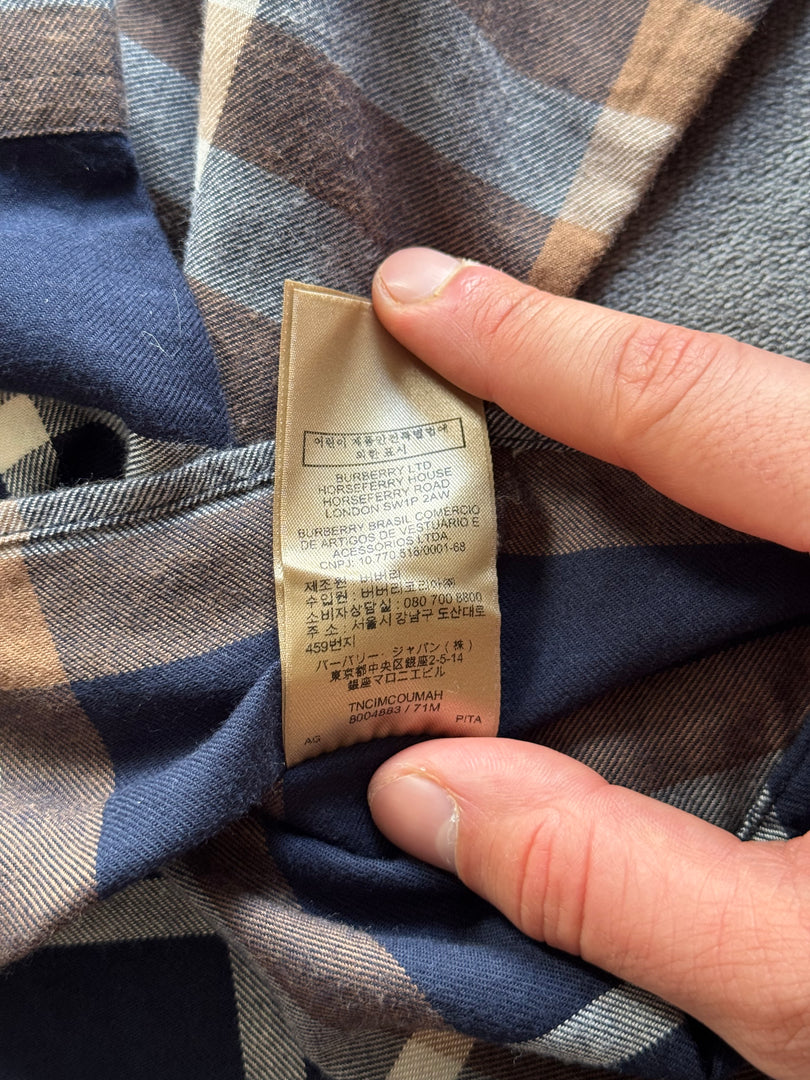 어린이제품안전특별법에
의한 표시
BURBERRY LTD
HORSEFERRY HOUSE
HORSEFERRY ROAD
LONDON SW1P 2AW
BURBERRY BRASIL COMERCIO
DE ARTIGOS DE VESTUÁRIO E
ACESSORIOS LTDA
CNPJ: 10.770.518/0001-68
제조원 : 버버리
수입원 : 버버리코리아㈜
소비자상담실 : 080 700 8800
주 소 : 서울시 강남구 도산대로
459번지
バーバリー・ジャパン(株)
東京都中央区銀座2-5-14
銀座マロニエビル
TNCIMCOUMAH
8004883 / 71M
AG P!TA